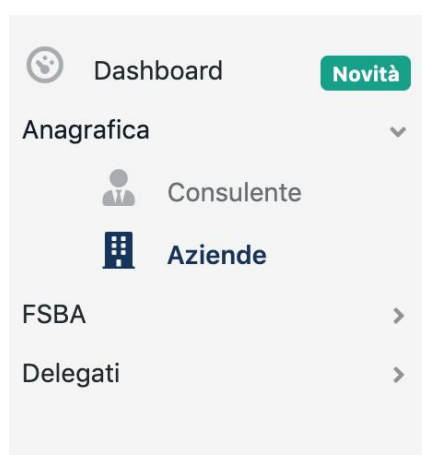 Dashboard Novità
Anagrafica
Consulente
Aziende
FSBA
Delegati